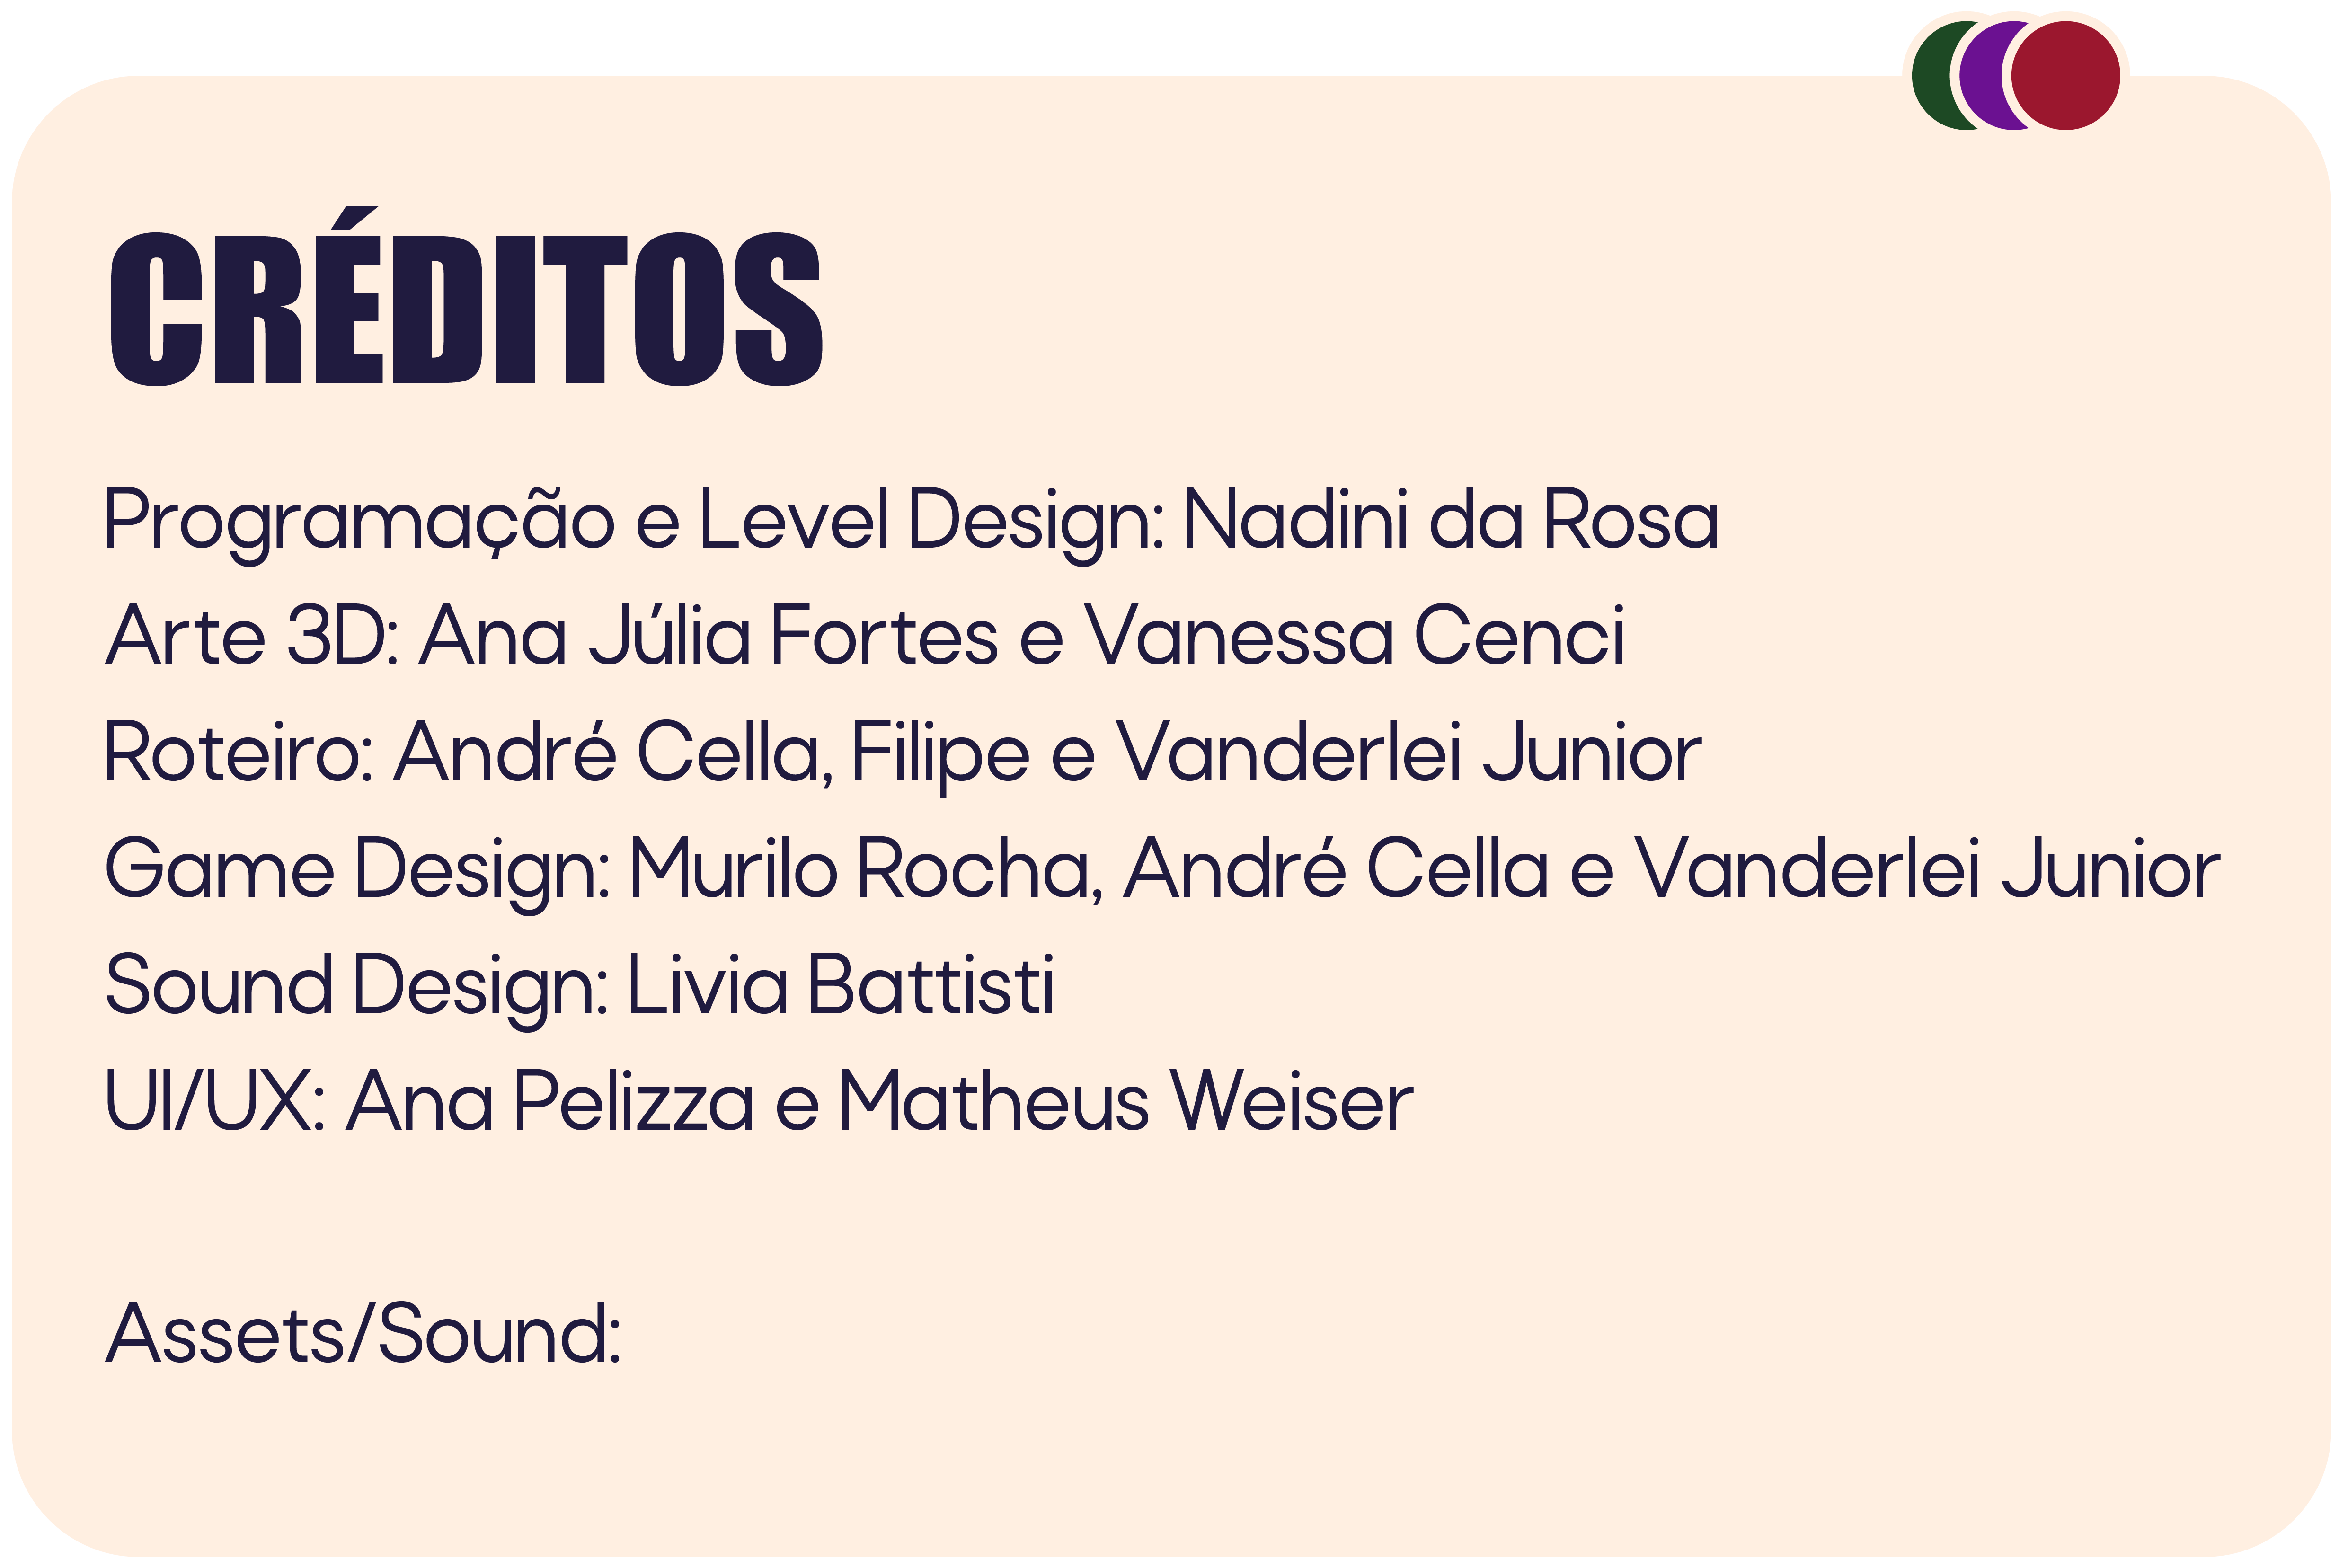 CRÉDITOS
Programação e Level Design: Nadini da Rosa
Arte 3D: Ana Júlia Fortes e Vanessa Cenci
Roteiro: André Cella, Filipe e Vanderlei Junior
Game Design: Murilo Rocha, André Cella e Vanderlei Junior
Sound Design: Livia Battisti
UI/UX: Ana Pelizza e Matheus Weiser
Assets/Sound: